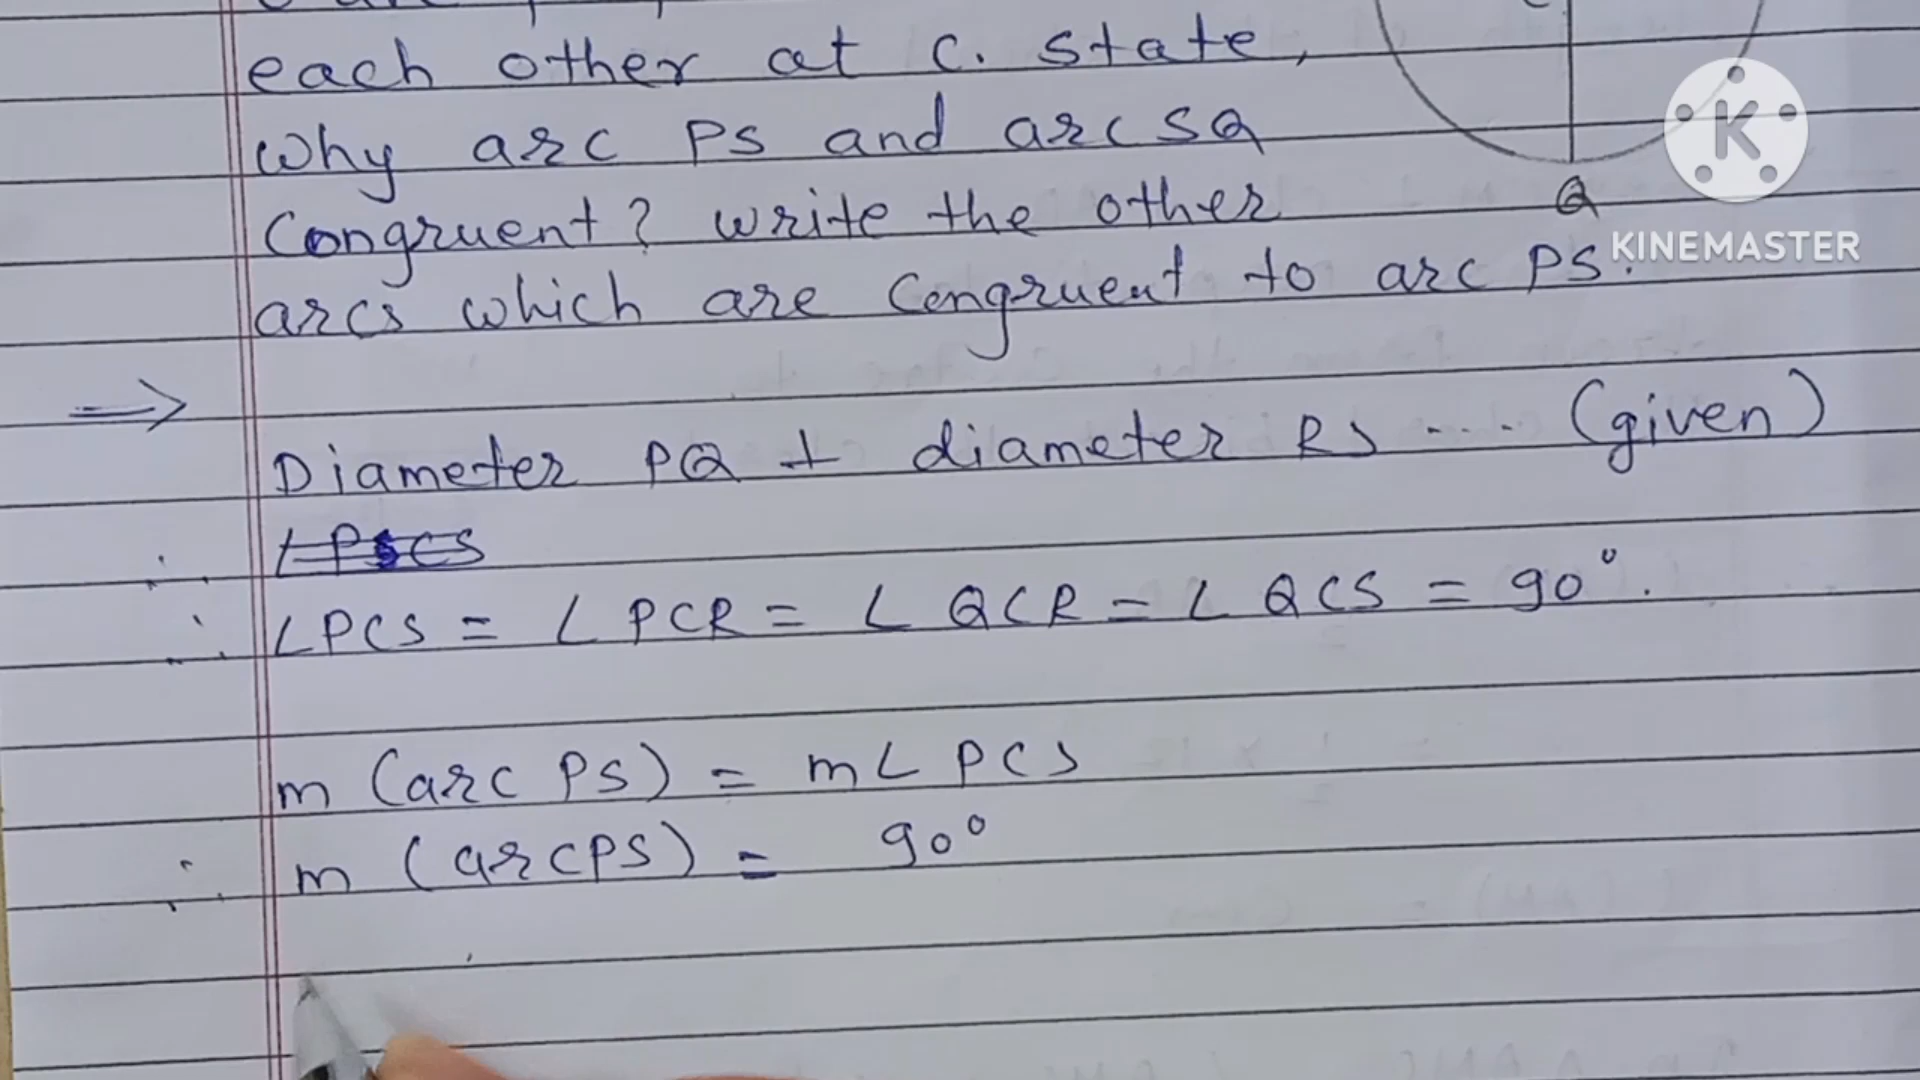 each other at C. State,
Why arc PS and arc SQ
Q
Congruent? write the other
KINEMASTER
arcs which are Congruent to arc PS.
⇒
Diameter PQ ⊥ diameter RS .... (given)
∴ ∠PCS = ∠PCR = ∠QCR = ∠QCS = 90°.
m (arc PS) = m∠PCS
∴ m (arc PS) = 90°